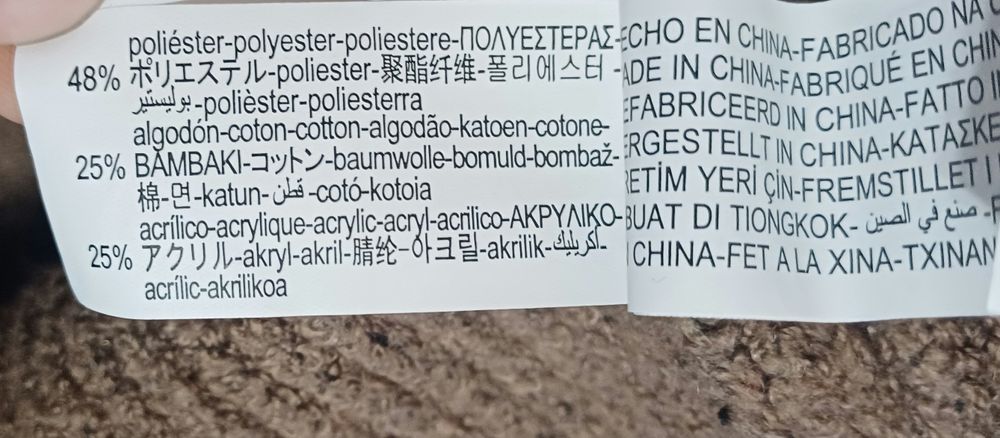 poliéster-polyester-poliestere-ΠΟΛΥΕΣΤΕΡΑΣ-
48% ポリエステル-poliester-聚酯纤维-폴리에스터-
بوليستير-polièster-poliesterra
algodón-coton-cotton-algodão-katoen-cotone-
25% ΒΑΜΒΑΚΙ-コットン-baumwolle-bomuld-bombaž-
棉-면-katun-قطن-cotó-kotoia
acrílico-acrylique-acrylic-acryl-acrilico-ΑΚΡΥΛΙΚΟ-
25% アクリル-akryl-akril-腈纶-아크릴-akrilik-اكريليك-
acrílic-akrilikoa
ECHO EN CHINA-FABRICADO NA
ADE IN CHINA-FABRIQUÉ EN CHIN
EFABRICEERD IN CHINA-FATTO I
ERGESTELLT IN CHINA-ΚΑΤΑΣΚΕ
RETİM YERİ ÇİN-FREMSTILLET I
BUAT DI TIONGKOK-صنع في الصين-
CHINA-FET A LA XINA-TXINAN